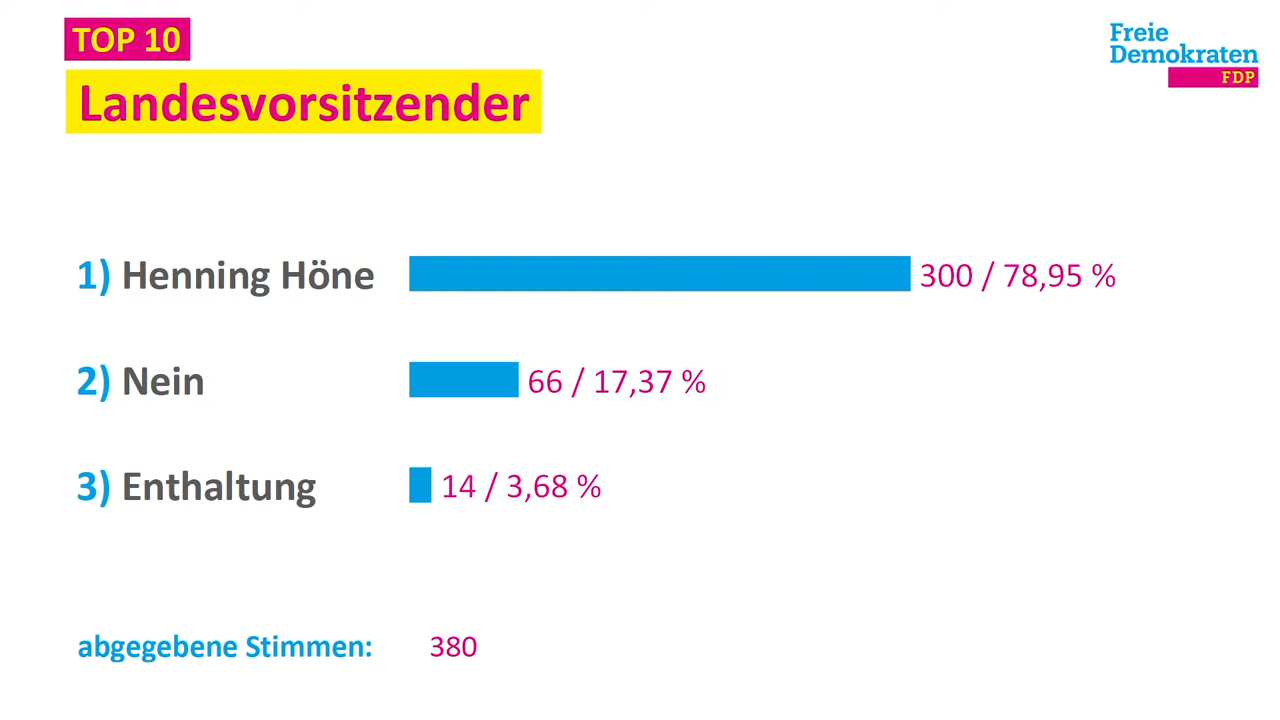 TOP 10
Freie
Demokraten
FDP
Landesvorsitzender
1) Henning Höne 300 / 78,95 %
2) Nein 66 / 17,37 %
3) Enthaltung 14 / 3,68 %
abgegebene Stimmen: 380